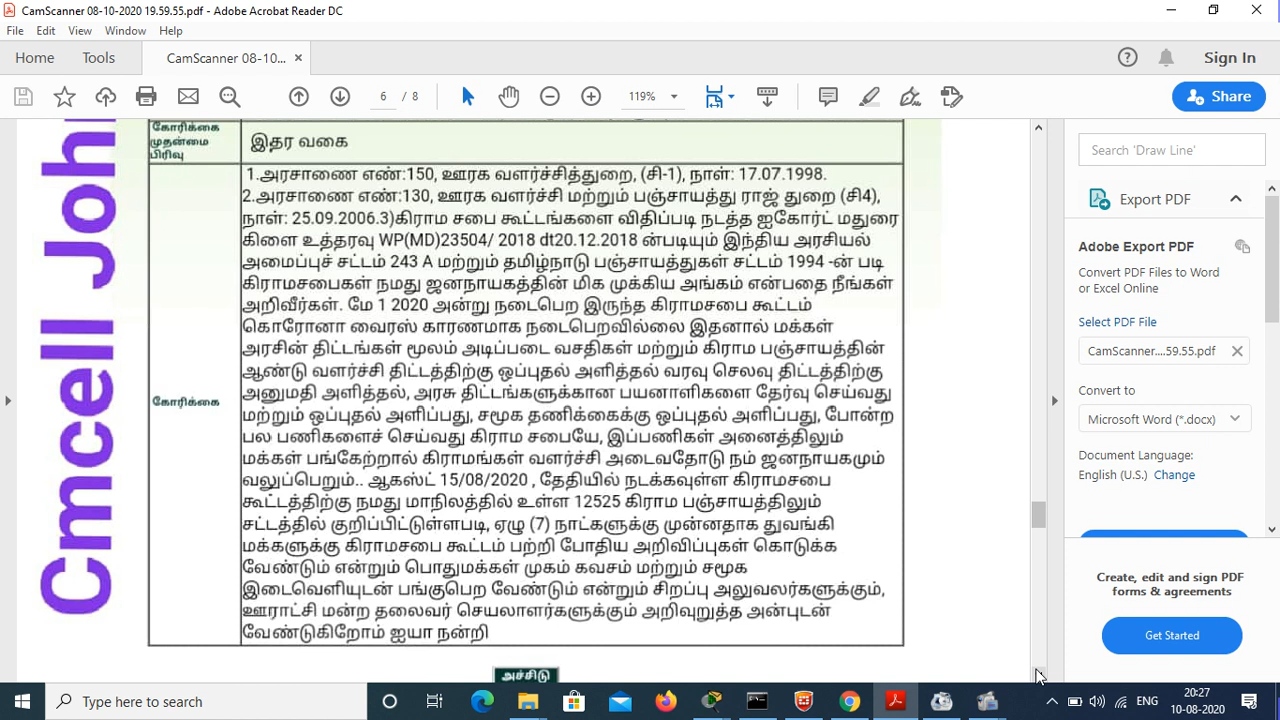 CamScanner 08-10-2020 19.59.55.pdf - Adobe Acrobat Reader DC
File Edit View Window Help
Home Tools CamScanner 08-10... ×
Sign In
6 / 8 119% Share
Cmcell Joh
கோரிக்கை
முதன்மை
பிரிவு
இதர வகை
கோரிக்கை
1.அரசாணை எண்:150, ஊரக வளர்ச்சித்துறை, (சி-1), நாள்: 17.07.1998.
2.அரசாணை எண்:130, ஊரக வளர்ச்சி மற்றும் பஞ்சாயத்து ராஜ் துறை (சி4),
நாள்: 25.09.2006.3)கிராம சபை கூட்டங்களை விதிப்படி நடத்த ஐகோர்ட் மதுரை
கிளை உத்தரவு WP(MD)23504/ 2018 dt20.12.2018 ன்படியும் இந்திய அரசியல்
அமைப்புச் சட்டம் 243 A மற்றும் தமிழ்நாடு பஞ்சாயத்துகள் சட்டம் 1994 -ன் படி
கிராமசபைகள் நமது ஜனநாயகத்தின் மிக முக்கிய அங்கம் என்பதை நீங்கள்
அறிவீர்கள். மே 1 2020 அன்று நடைபெற இருந்த கிராமசபை கூட்டம்
கொரோனா வைரஸ் காரணமாக நடைபெறவில்லை இதனால் மக்கள்
அரசின் திட்டங்கள் மூலம் அடிப்படை வசதிகள் மற்றும் கிராம பஞ்சாயத்தின்
ஆண்டு வளர்ச்சி திட்டத்திற்கு ஒப்புதல் அளித்தல் வரவு செலவு திட்டத்திற்கு
அனுமதி அளித்தல், அரசு திட்டங்களுக்கான பயனாளிகளை தேர்வு செய்வது
மற்றும் ஒப்புதல் அளிப்பது, சமூக தணிக்கைக்கு ஒப்புதல் அளிப்பது, போன்ற
பல பணிகளைச் செய்வது கிராம சபையே, இப்பணிகள் அனைத்திலும்
மக்கள் பங்கேற்றால் கிராமங்கள் வளர்ச்சி அடைவதோடு நம் ஜனநாயகமும்
வலுப்பெறும்.. ஆகஸ்ட் 15/08/2020 , தேதியில் நடக்கவுள்ள கிராமசபை
கூட்டத்திற்கு நமது மாநிலத்தில் உள்ள 12525 கிராம பஞ்சாயத்திலும்
சட்டத்தில் குறிப்பிட்டுள்ளபடி, ஏழு (7) நாட்களுக்கு முன்னதாக துவங்கி
மக்களுக்கு கிராமசபை கூட்டம் பற்றி போதிய அறிவிப்புகள் கொடுக்க
வேண்டும் என்றும் பொதுமக்கள் முகம் கவசம் மற்றும் சமூக
இடைவெளியுடன் பங்குபெற வேண்டும் என்றும் சிறப்பு அலுவலர்களுக்கும்,
ஊராட்சி மன்ற தலைவர் செயலாளர்களுக்கும் அறிவுறுத்த அன்புடன்
வேண்டுகிறோம் ஐயா நன்றி
அச்சிடு
Search 'Draw Line'
Export PDF
Adobe Export PDF
Convert PDF Files to Word
or Excel Online
Select PDF File
CamScanner....59.55.pdf
Convert to
Microsoft Word (*.docx)
Document Language:
English (U.S.) Change
Create, edit and sign PDF
forms & agreements
Get Started
Type here to search
ENG
20:27
10-08-2020